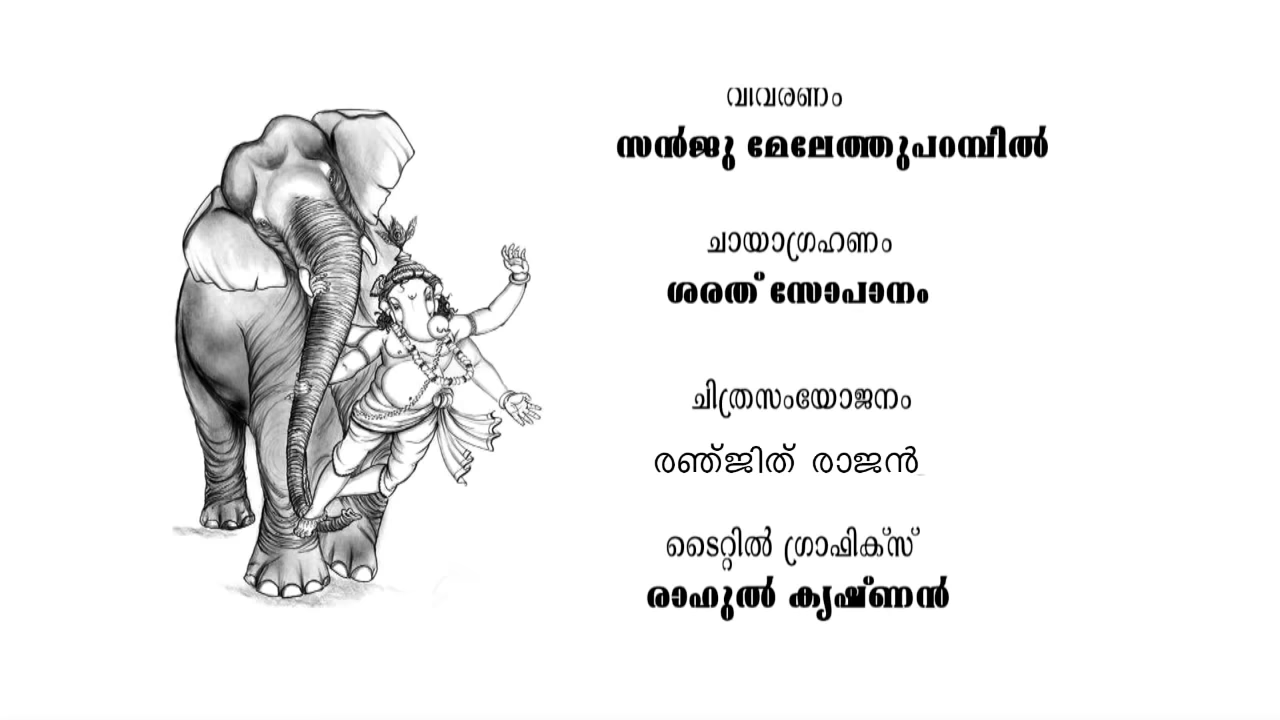 വിവരണം
സൻജു മേലേത്തുപറമ്പിൽ
ചായാഗ്രഹണം
ശരത് സോപാനം
ചിത്രസംയോജനം
രഞ്ജിത് രാജൻ
ടൈറ്റിൽ ഗ്രാഫിക്സ്
രാഹുൽ കൃഷ്ണൻ